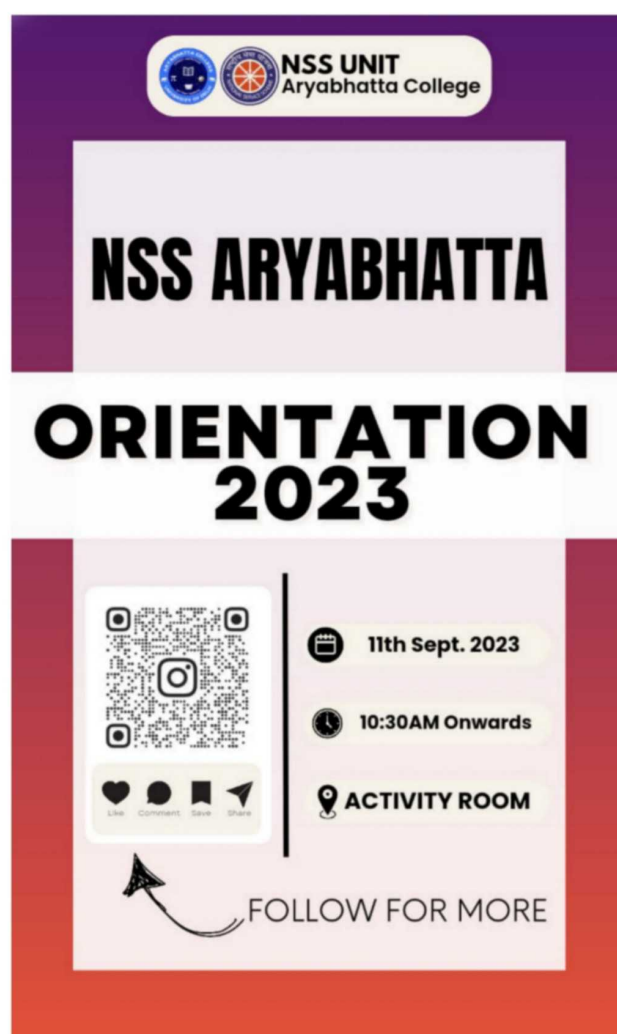 NSS UNIT
Aryabhatta College
NSS ARYABHATTA
ORIENTATION
2023
11th Sept. 2023
10:30AM Onwards
ACTIVITY ROOM
Like Comment Save Share
FOLLOW FOR MORE